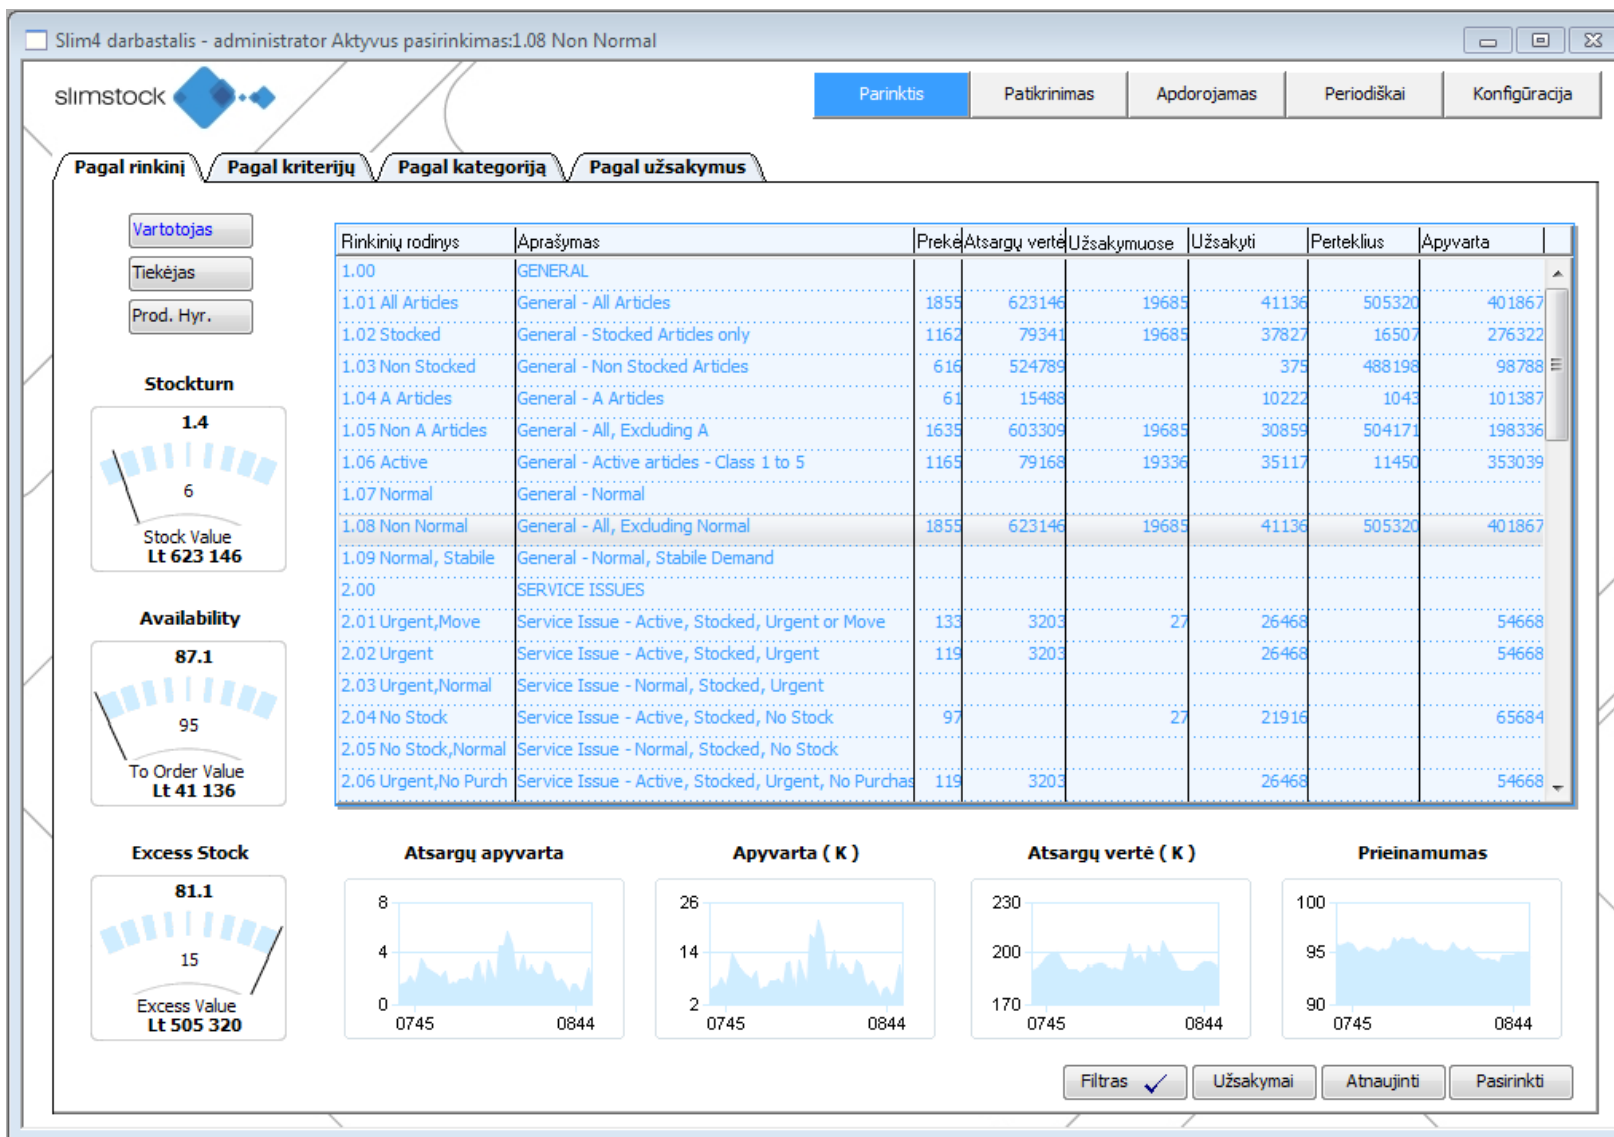 Slim4 darbastalis - administrator Aktyvus pasirinkimas:1.08 Non Normal
slimstock
Parinktis Patikrinimas Apdorojamas Periodiškai Konfigūracija
Pagal rinkinį Pagal kriterijų Pagal kategoriją Pagal užsakymus
Vartotojas
Tiekėjas
Prod. Hyr.
Rinkinių rodinys Aprašymas Prekė Atsargų vertė Užsakymuose Užsakyti Perteklius Apyvarta
1.00 GENERAL
1.01 All Articles General - All Articles 1855 623146 19685 41136 505320 401867
1.02 Stocked General - Stocked Articles only 1162 79341 19685 37827 16507 276322
1.03 Non Stocked General - Non Stocked Articles 616 524789 375 488198 98788
1.04 A Articles General - A Articles 61 15488 10222 1043 101387
1.05 Non A Articles General - All, Excluding A 1635 603309 19685 30859 504171 198336
1.06 Active General - Active articles - Class 1 to 5 1165 79168 19336 35117 11450 353039
1.07 Normal General - Normal
1.08 Non Normal General - All, Excluding Normal 1855 623146 19685 41136 505320 401867
1.09 Normal, Stabile General - Normal, Stabile Demand
2.00 SERVICE ISSUES
2.01 Urgent,Move Service Issue - Active, Stocked, Urgent or Move 133 3203 27 26468 54668
2.02 Urgent Service Issue - Active, Stocked, Urgent 119 3203 26468 54668
2.03 Urgent,Normal Service Issue - Normal, Stocked, Urgent
2.04 No Stock Service Issue - Active, Stocked, No Stock 97 27 21916 65684
2.05 No Stock,Normal Service Issue - Normal, Stocked, No Stock
2.06 Urgent,No Purch Service Issue - Active, Stocked, Urgent, No Purchas 119 3203 26468 54668
Stockturn
1.4
6
Stock Value
Lt 623 146
Availability
87.1
95
To Order Value
Lt 41 136
Excess Stock
81.1
15
Excess Value
Lt 505 320
Atsargų apyvarta
8
4
0
0745 0844
Apyvarta ( K )
26
14
2
0745 0844
Atsargų vertė ( K )
230
200
170
0745 0844
Prieinamumas
100
95
90
0745 0844
Filtras Užsakymai Atnaujinti Pasirinkti